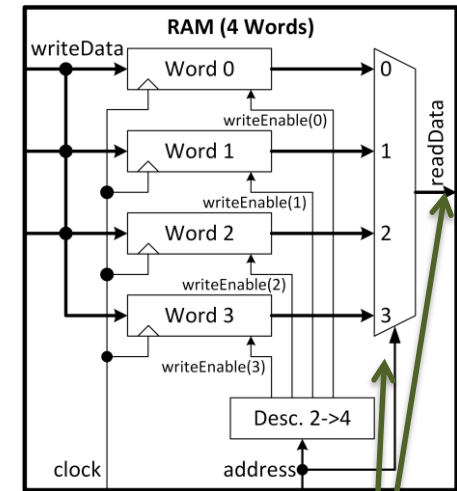 RAM (4 Words)
writeData
Word 0
0
writeEnable(0)
Word 1
1
readData
writeEnable(1)
Word 2
2
writeEnable(2)
Word 3
3
writeEnable(3)
Desc. 2->4
clock
address